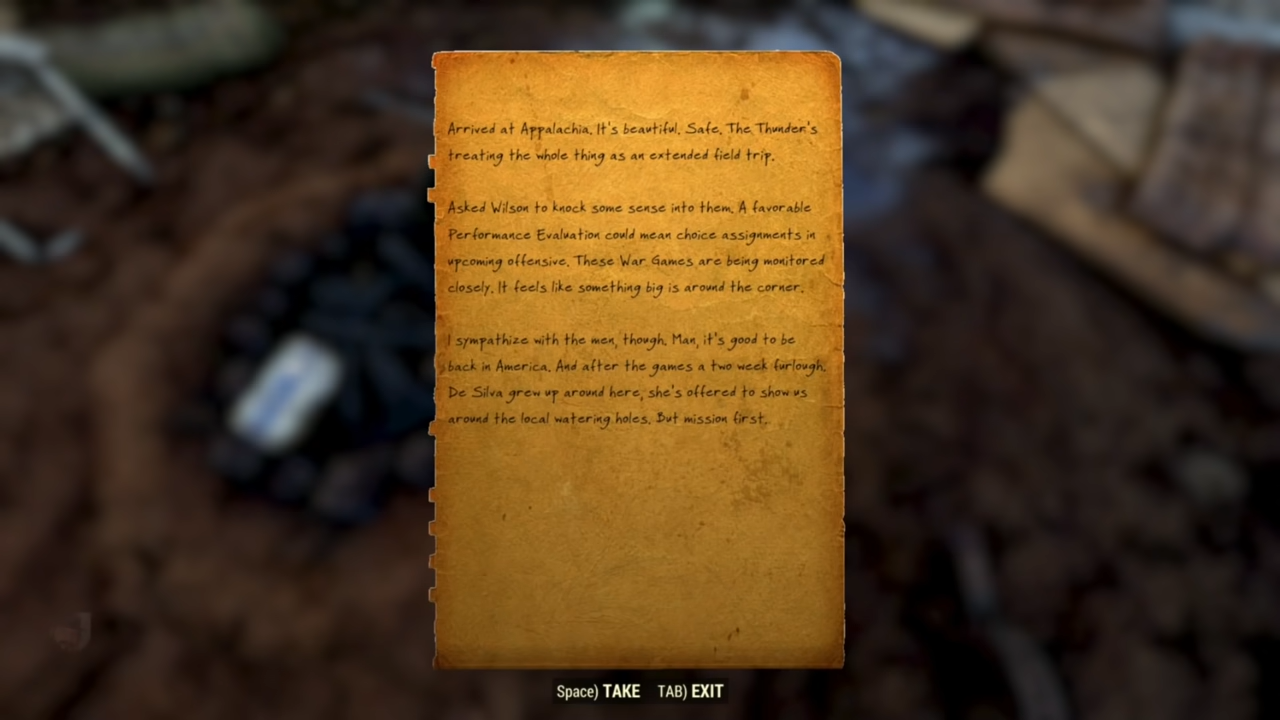 Arrived at Appalachia. It's beautiful. Safe. The Thunder's
treating the whole thing as an extended field trip.
Asked Wilson to knock some sense into them. A favorable
Performance Evaluation could mean choice assignments in
upcoming offensive. These War Games are being monitored
closely. It feels like something big is around the corner.
I sympathize with the men, though. Man, it's good to be
back in America. And after the games a two week furlough.
De Silva grew up around here, she's offered to show us
around the local watering holes. But mission first.
Space) TAKE TAB) EXIT